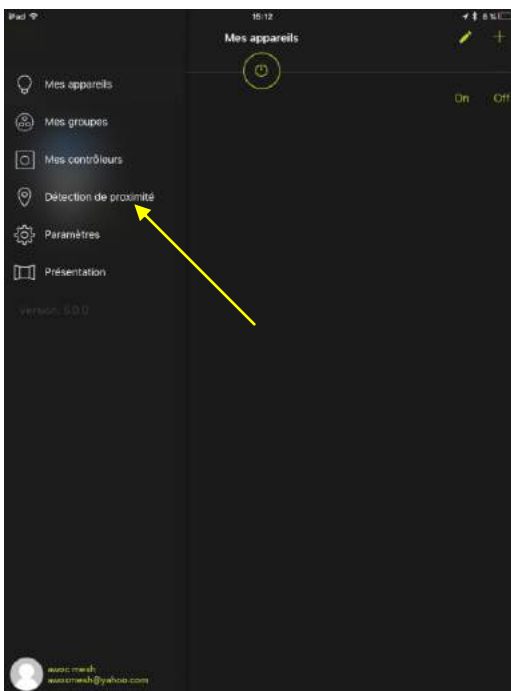 iPad
15:12
8 %
Mes appareils
Mes appareils
On Off
Mes groupes
Mes contrôleurs
Détection de proximité
Paramètres
Présentation
version: 5.0.0
awox mesh
awoxmesh@yahoo.com